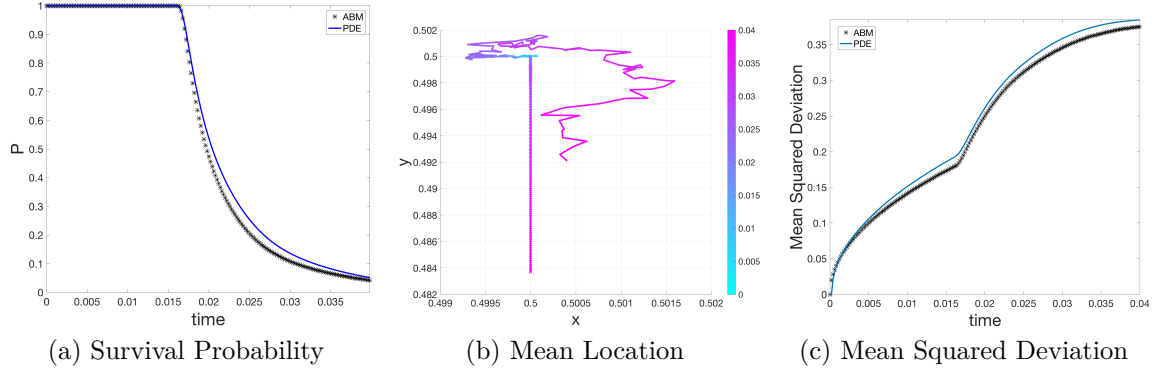 1
0.9
0.8
0.7
0.6
0.5
0.4
0.3
0.2
0.1
0
P
ABM
PDE
0 0.005 0.01 0.015 0.02 0.025 0.03 0.035
time
(a) Survival Probability
0.502
0.5
0.498
0.496
0.494
0.492
0.49
0.488
0.486
0.484
0.482
y
0.499 0.4995 0.5 0.5005 0.501 0.5015 0.502
x
0.04
0.035
0.03
0.025
0.02
0.015
0.01
0.005
0
(b) Mean Location
0.35
0.3
0.25
0.2
0.15
0.1
0.05
0
Mean Squared Deviation
ABM
PDE
0 0.005 0.01 0.015 0.02 0.025 0.03 0.035 0.04
time
(c) Mean Squared Deviation